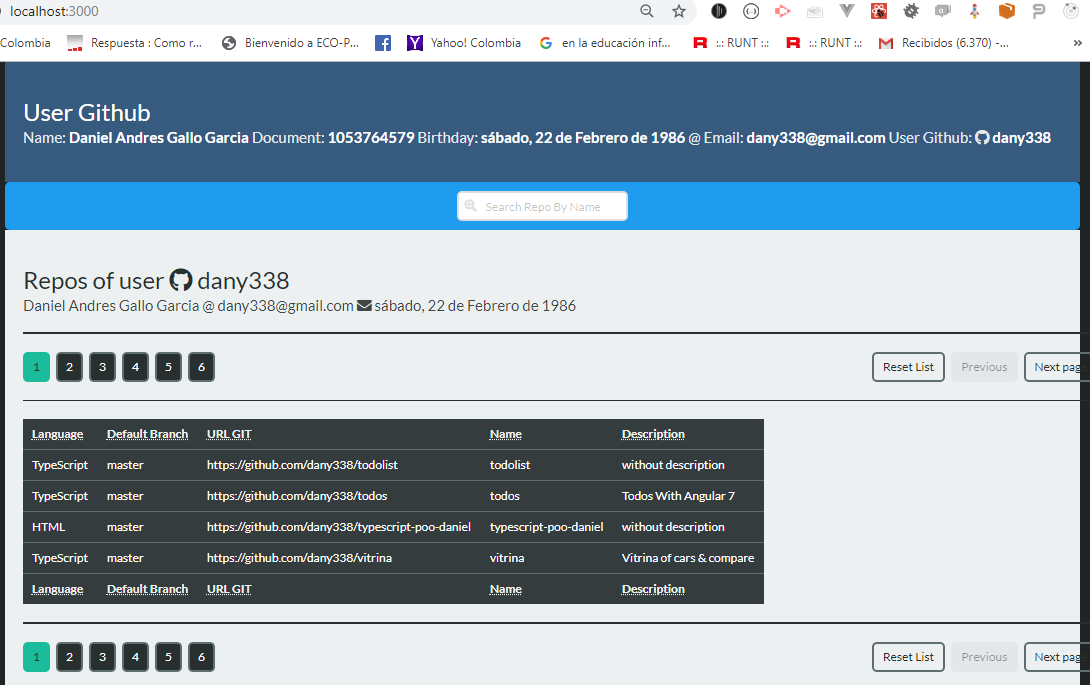 localhost:3000
Colombia Respuesta : Como r... Bienvenido a ECO-P... Yahoo! Colombia en la educación inf... :.: RUNT :.: :.: RUNT :.: Recibidos (6.370) -... »
User Github
Name: Daniel Andres Gallo Garcia Document: 1053764579 Birthday: sábado, 22 de Febrero de 1986 @ Email: dany338@gmail.com User Github: dany338
Search Repo By Name
Repos of user dany338
Daniel Andres Gallo Garcia @ dany338@gmail.com sábado, 22 de Febrero de 1986
1 2 3 4 5 6 Reset List Previous Next pag
Language Default Branch URL GIT Name Description
TypeScript master https://github.com/dany338/todolist todolist without description
TypeScript master https://github.com/dany338/todos todos Todos With Angular 7
HTML master https://github.com/dany338/typescript-poo-daniel typescript-poo-daniel without description
TypeScript master https://github.com/dany338/vitrina vitrina Vitrina of cars & compare
Language Default Branch URL GIT Name Description
1 2 3 4 5 6 Reset List Previous Next pag